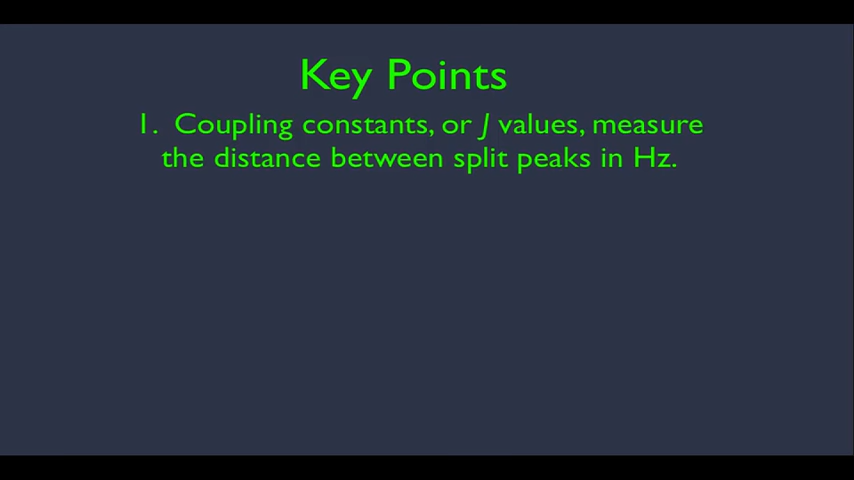 Key Points
1. Coupling constants, or J values, measure
the distance between split peaks in Hz.